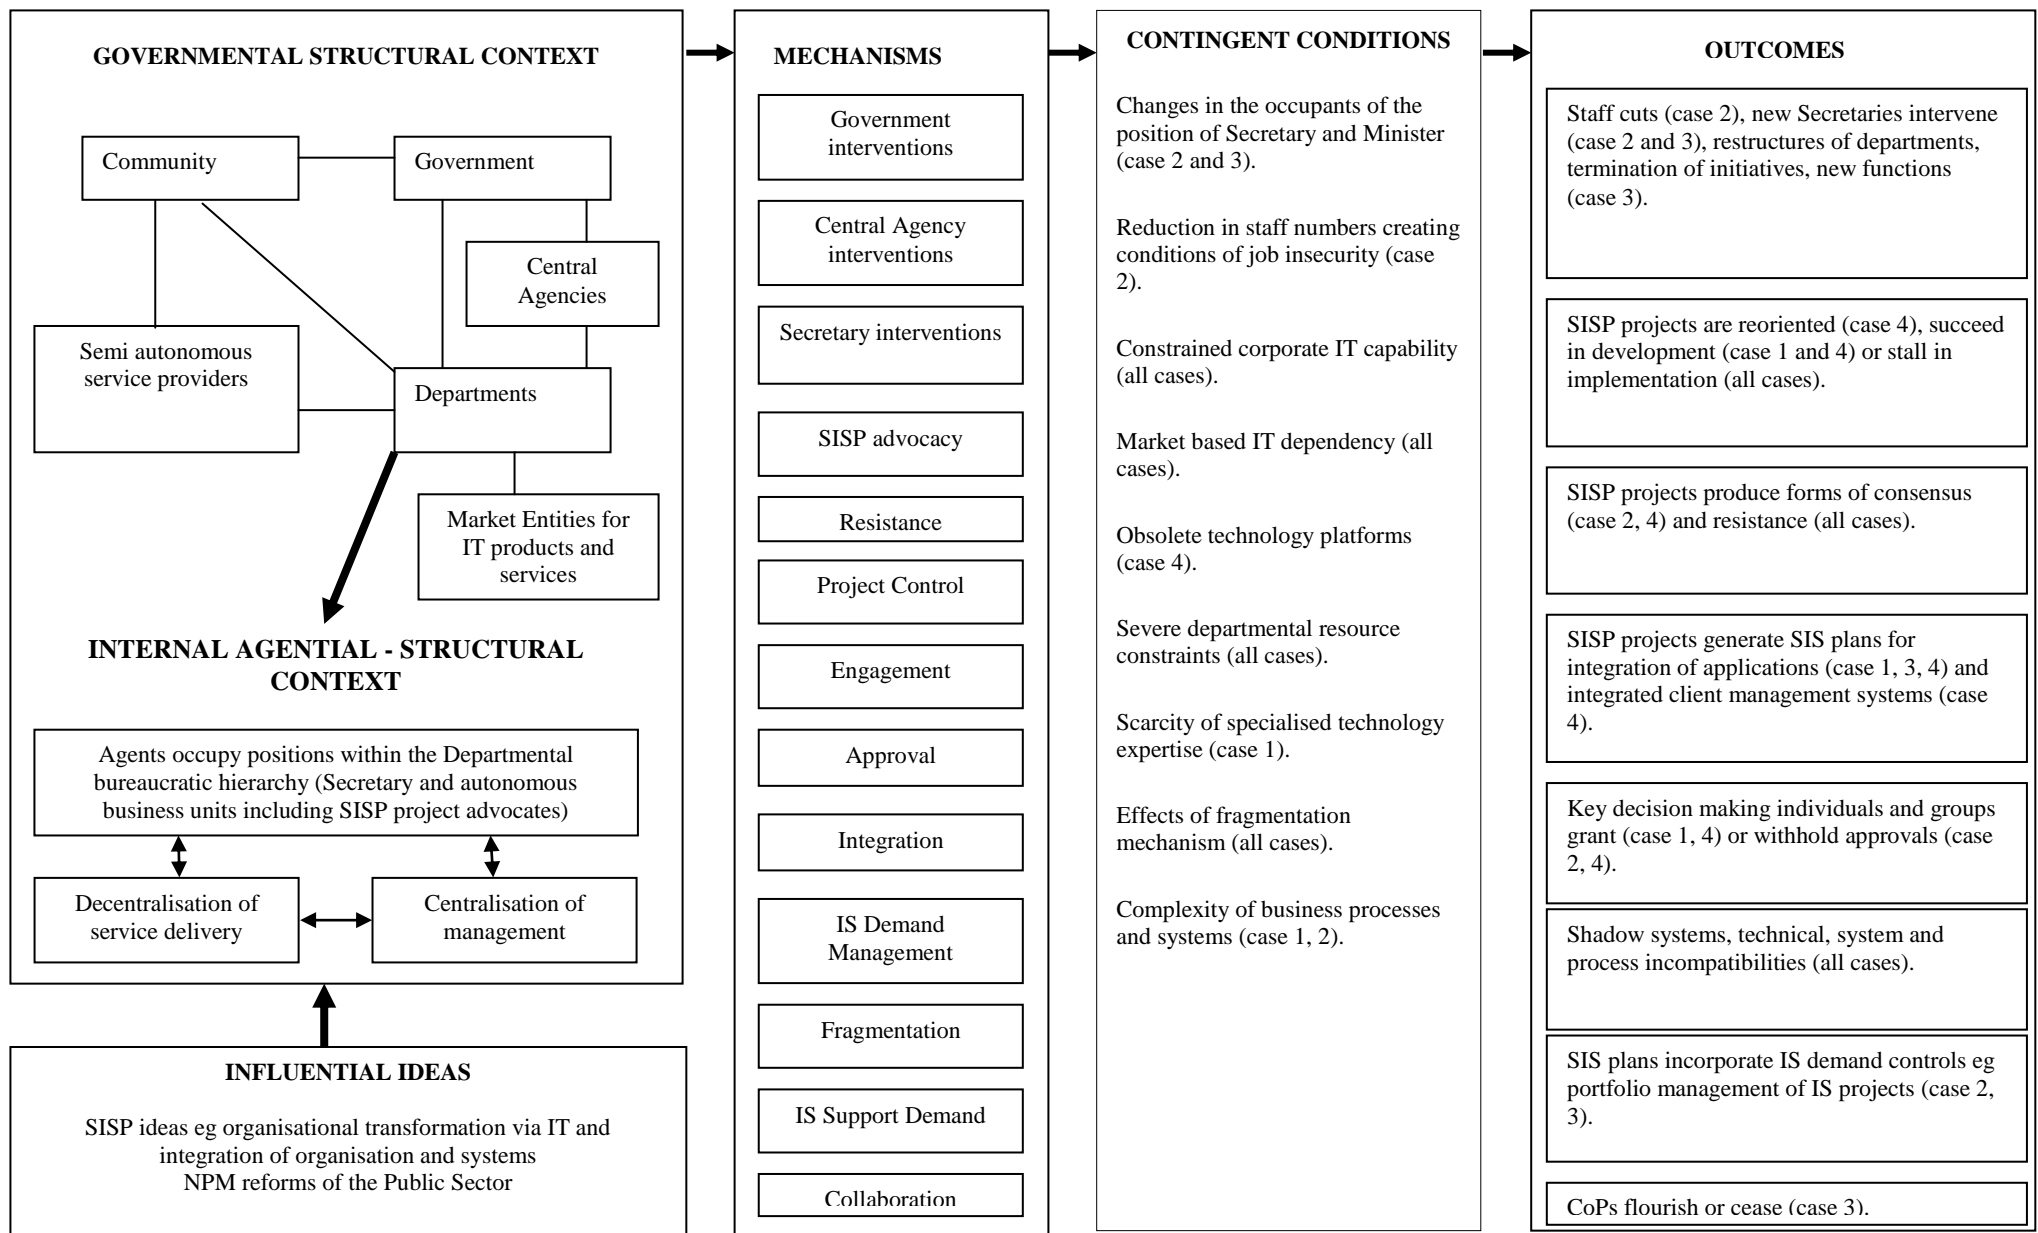 GOVERNMENTAL STRUCTURAL CONTEXT
Community
Government
Central
Agencies
Semi autonomous
service providers
Departments
Market Entities for
IT products and
services
INTERNAL AGENTIAL - STRUCTURAL
CONTEXT
Agents occupy positions within the Departmental
bureaucratic hierarchy (Secretary and autonomous
business units including SISP project advocates)
Decentralisation of
service delivery
Centralisation of
management
INFLUENTIAL IDEAS
SISP ideas eg organisational transformation via IT and
integration of organisation and systems
NPM reforms of the Public Sector
MECHANISMS
Government
interventions
Central Agency
interventions
Secretary interventions
SISP advocacy
Resistance
Project Control
Engagement
Approval
Integration
IS Demand
Management
Fragmentation
IS Support Demand
Collaboration
CONTINGENT CONDITIONS
Changes in the occupants of the
position of Secretary and Minister
(case 2 and 3).
Reduction in staff numbers creating
conditions of job insecurity (case
2).
Constrained corporate IT capability
(all cases).
Market based IT dependency (all
cases).
Obsolete technology platforms
(case 4).
Severe departmental resource
constraints (all cases).
Scarcity of specialised technology
expertise (case 1).
Effects of fragmentation
mechanism (all cases).
Complexity of business processes
and systems (case 1, 2).
OUTCOMES
Staff cuts (case 2), new Secretaries intervene
(case 2 and 3), restructures of departments,
termination of initiatives, new functions
(case 3).
SISP projects are reoriented (case 4), succeed
in development (case 1 and 4) or stall in
implementation (all cases).
SISP projects produce forms of consensus
(case 2, 4) and resistance (all cases).
SISP projects generate SIS plans for
integration of applications (case 1, 3, 4) and
integrated client management systems (case
4).
Key decision making individuals and groups
grant (case 1, 4) or withhold approvals (case
2, 4).
Shadow systems, technical, system and
process incompatibilities (all cases).
SIS plans incorporate IS demand controls eg
portfolio management of IS projects (case 2,
3).
CoPs flourish or cease (case 3).